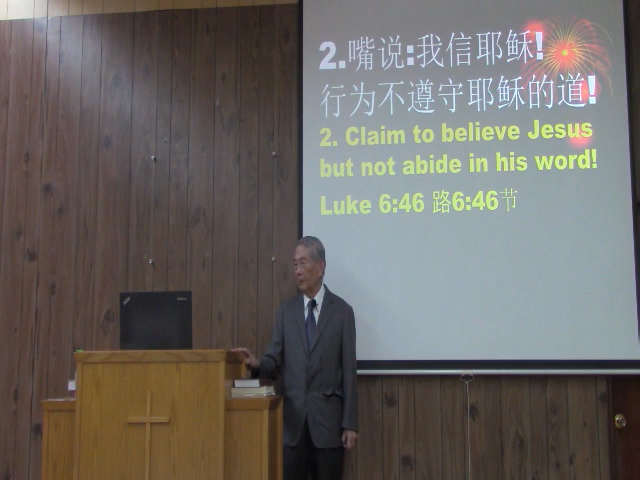 2.嘴说:我信耶稣!
行为不遵守耶稣的道!
2. Claim to believe Jesus
but not abide in his word!
Luke 6:46 路6:46节